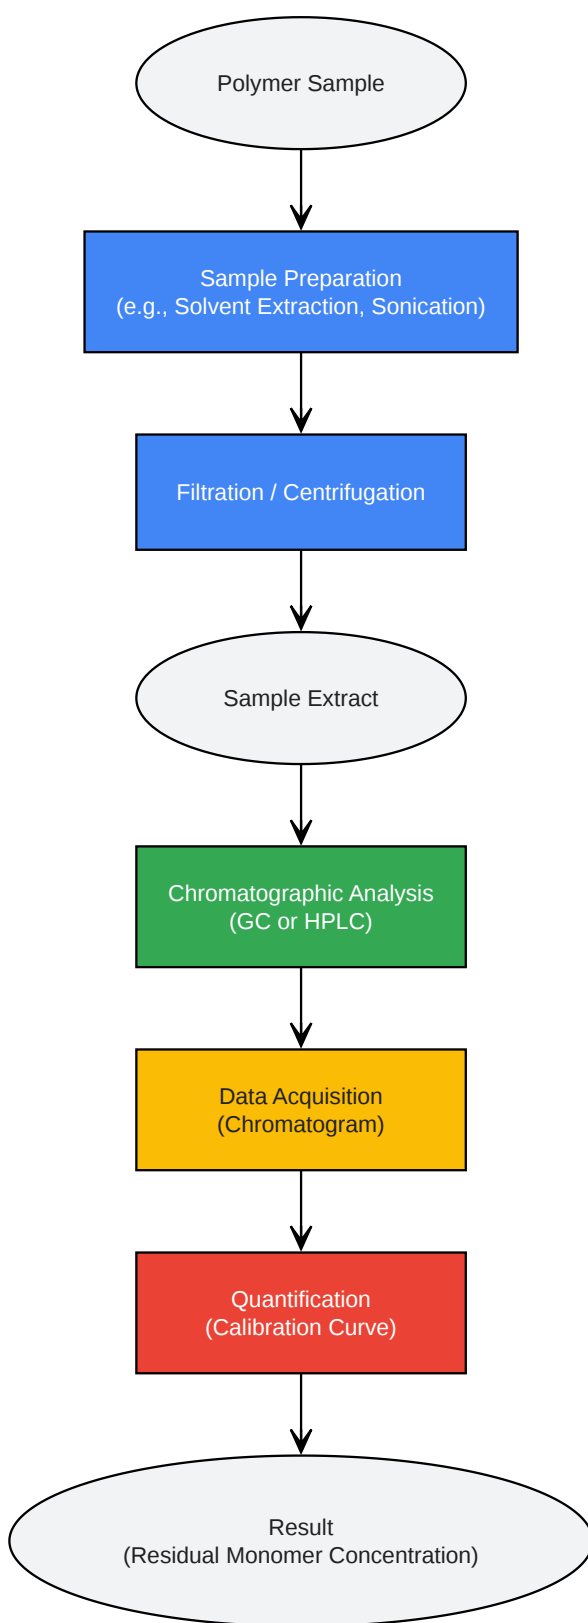 Polymer Sample
Sample Preparation
(e.g., Solvent Extraction, Sonication)
Filtration / Centrifugation
Sample Extract
Chromatographic Analysis
(GC or HPLC)
Data Acquisition
(Chromatogram)
Quantification
(Calibration Curve)
Result
(Residual Monomer Concentration)